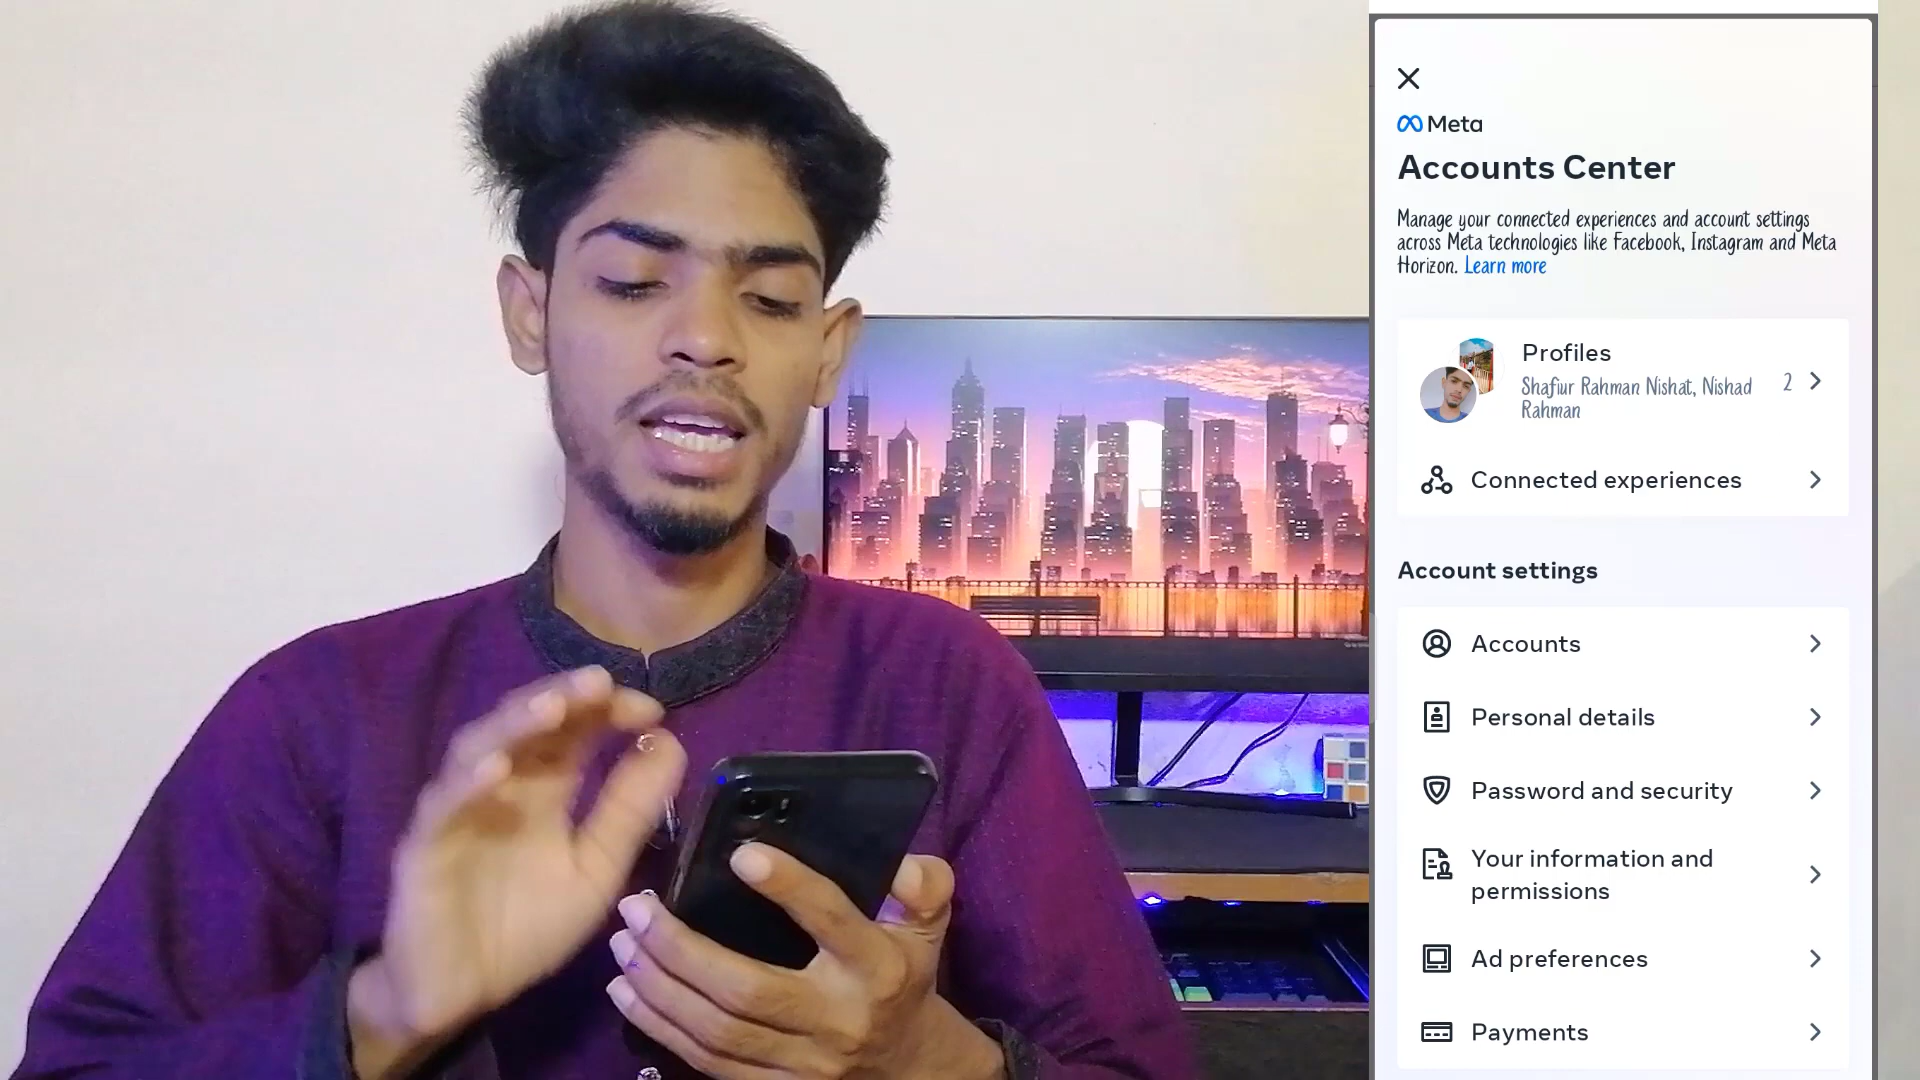 Meta
Accounts Center
Manage your connected experiences and account settings
across Meta technologies like Facebook, Instagram and Meta
Horizon. Learn more
Profiles
Shafiur Rahman Nishat, Nishad
Rahman
2
Connected experiences
Account settings
Accounts
Personal details
Password and security
Your information and
permissions
Ad preferences
Payments